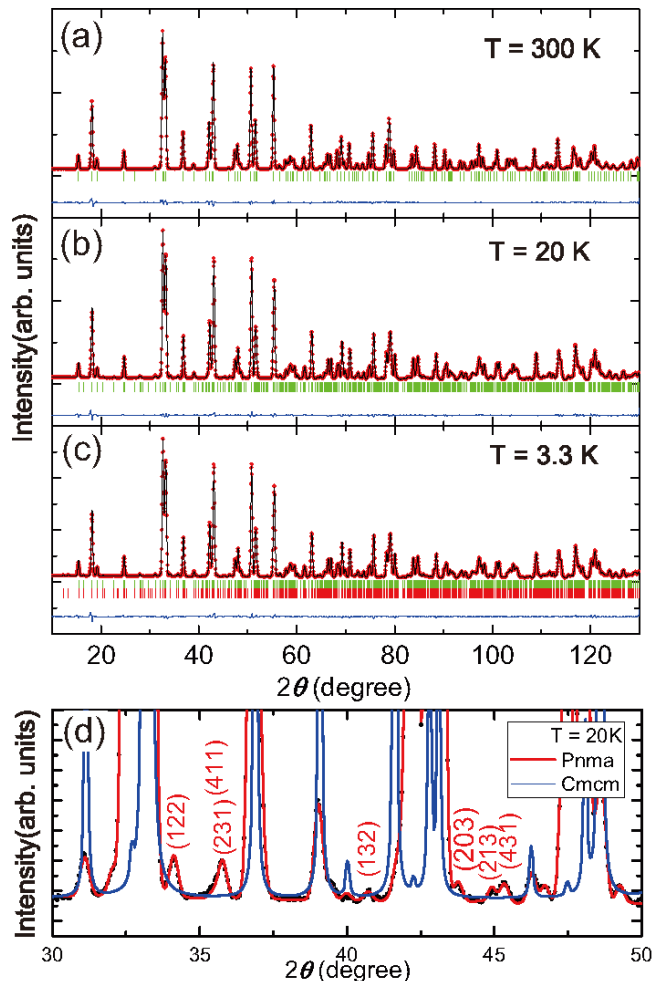 (a)
T = 300 K
(b)
T = 20 K
(c)
T = 3.3 K
Intensity(arb. units)
20 40 60 80 100 120
2θ (degree)
(d)
T = 20K
Pnma
Cmcm
(122)
(231) (411)
(132)
(203)
(213)
(431)
Intensity(arb. units)
30 35 40 45 50
2θ (degree)